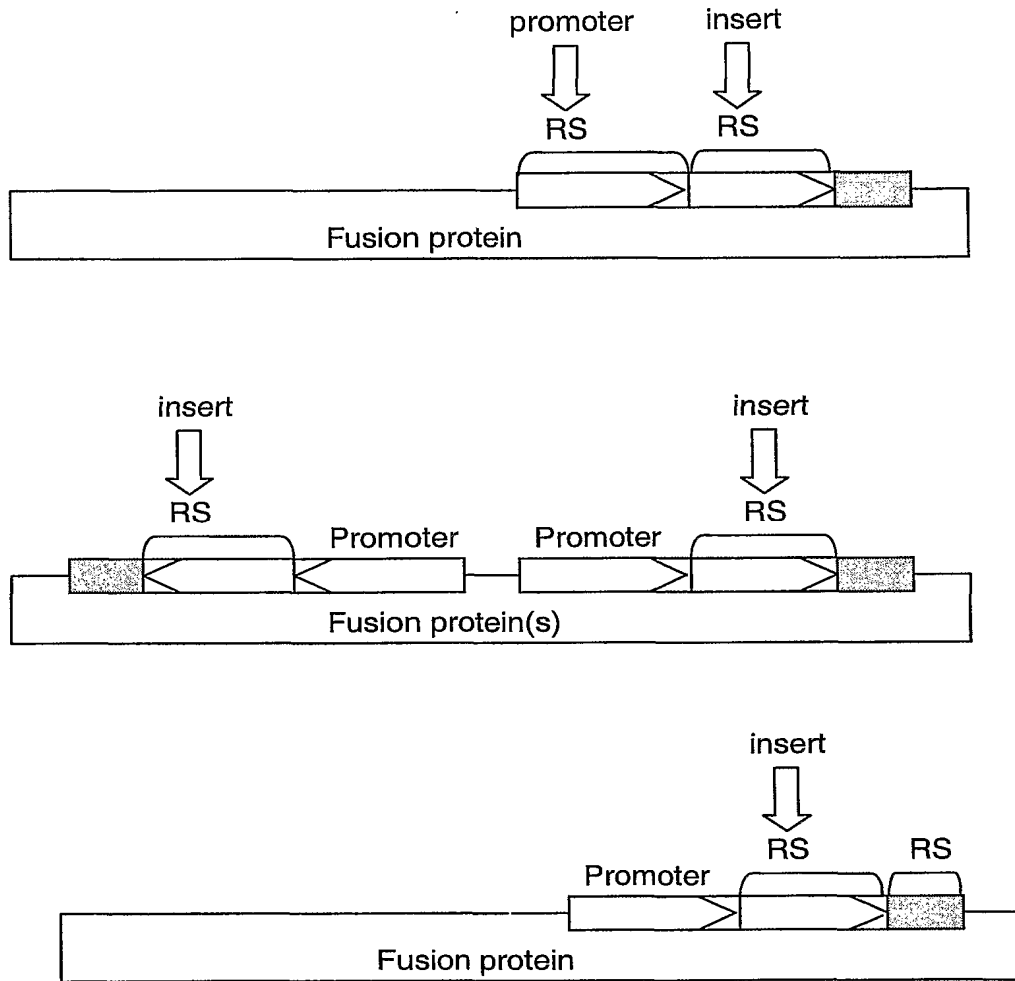 promoter insert
RS RS
Fusion protein
insert insert
RS Promoter Promoter RS
Fusion protein(s)
insert
Promoter RS RS
Fusion protein